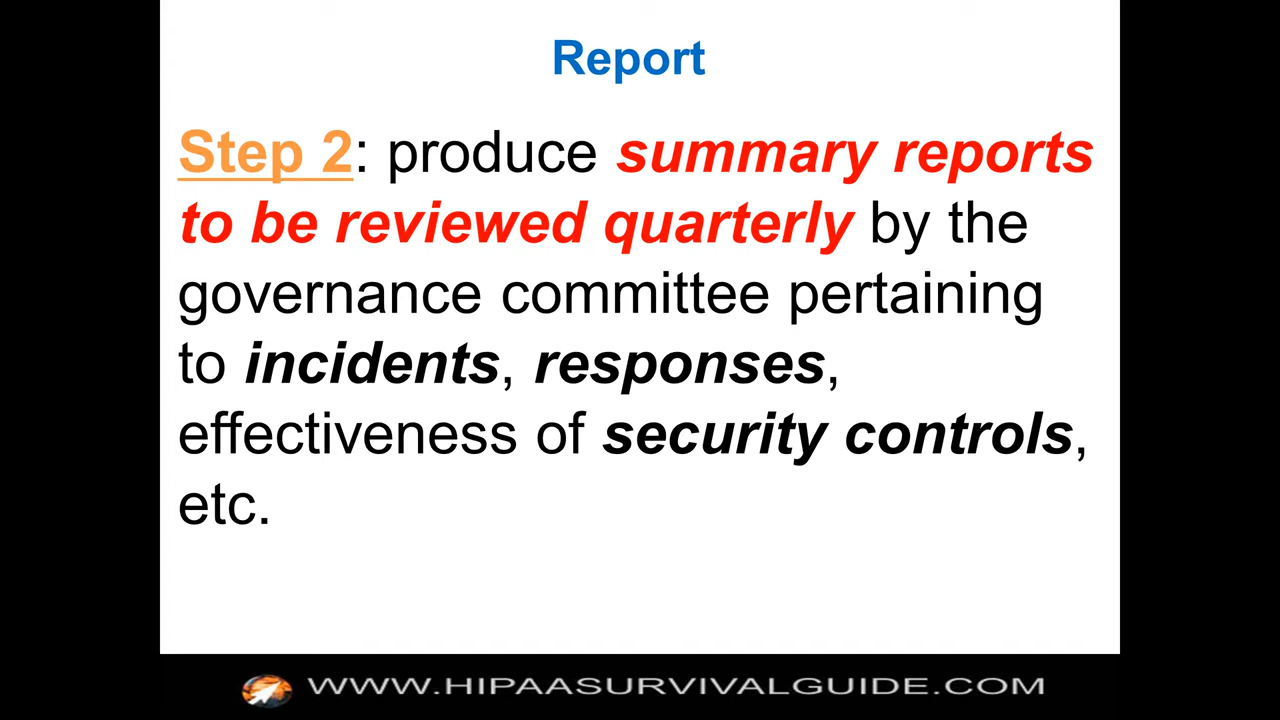 Report
Step 2: produce summary reports
to be reviewed quarterly by the
governance committee pertaining
to incidents, responses,
effectiveness of security controls,
etc.
WWW.HIPAASURVIVALGUIDE.COM